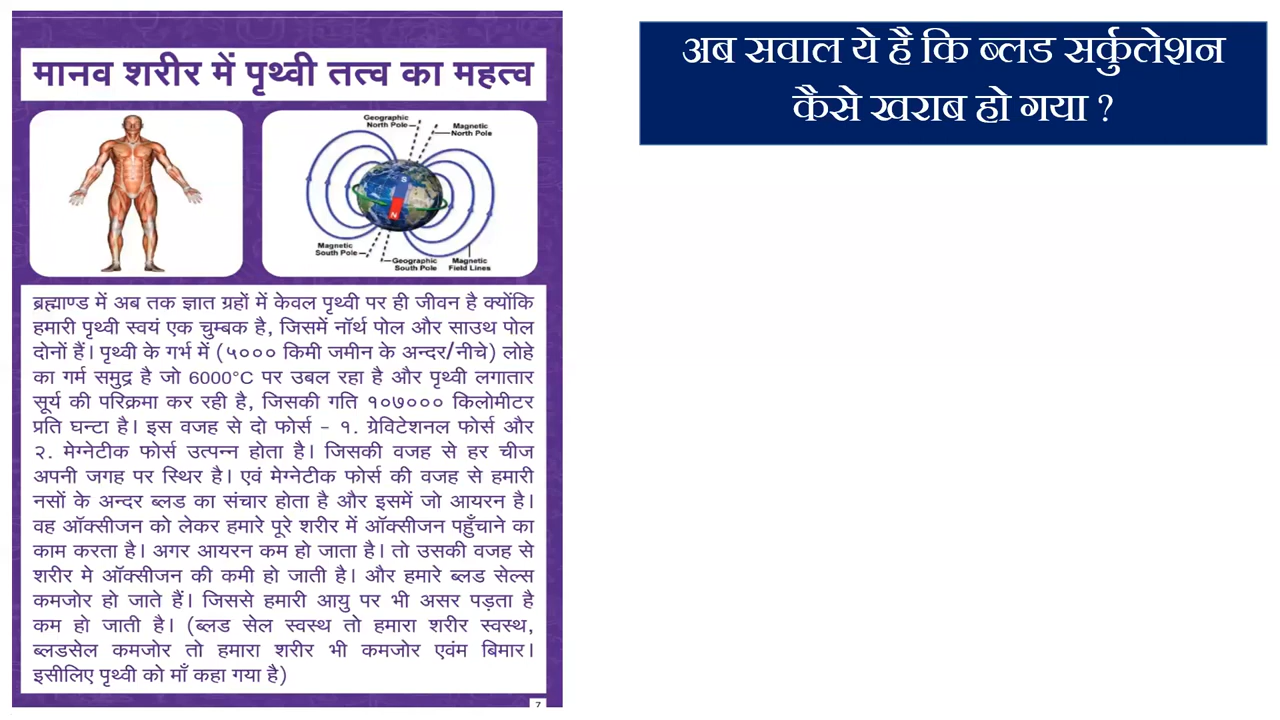 मानव शरीर में पृथ्वी तत्व का महत्व
Geographic
North Pole
Magnetic
North Pole
S
N
Magnetic
South Pole
Geographic
South Pole
Magnetic
Field Lines
ब्रह्माण्ड में अब तक ज्ञात ग्रहों में केवल पृथ्वी पर ही जीवन है क्योंकि
हमारी पृथ्वी स्वयं एक चुम्बक है, जिसमें नॉर्थ पोल और साउथ पोल
दोनों हैं। पृथ्वी के गर्भ में (५००० किमी जमीन के अन्दर/नीचे) लोहे
का गर्म समुद्र है जो 6000°C पर उबल रहा है और पृथ्वी लगातार
सूर्य की परिक्रमा कर रही है, जिसकी गति १०७००० किलोमीटर
प्रति घन्टा है। इस वजह से दो फोर्स - १. ग्रेविटेशनल फोर्स और
२. मेग्नेटीक फोर्स उत्पन्न होता है। जिसकी वजह से हर चीज
अपनी जगह पर स्थिर है। एवं मेग्नेटीक फोर्स की वजह से हमारी
नसों के अन्दर ब्लड का संचार होता है और इसमें जो आयरन है।
वह ऑक्सीजन को लेकर हमारे पूरे शरीर में ऑक्सीजन पहुँचाने का
काम करता है। अगर आयरन कम हो जाता है। तो उसकी वजह से
शरीर मे ऑक्सीजन की कमी हो जाती है। और हमारे ब्लड सेल्स
कमजोर हो जाते हैं। जिससे हमारी आयु पर भी असर पड़ता है
कम हो जाती है। (ब्लड सेल स्वस्थ तो हमारा शरीर स्वस्थ,
ब्लडसेल कमजोर तो हमारा शरीर भी कमजोर एवंम बिमार।
इसीलिए पृथ्वी को माँ कहा गया है)
7
अब सवाल ये है कि ब्लड सर्कुलेशन
कैसे खराब हो गया ?